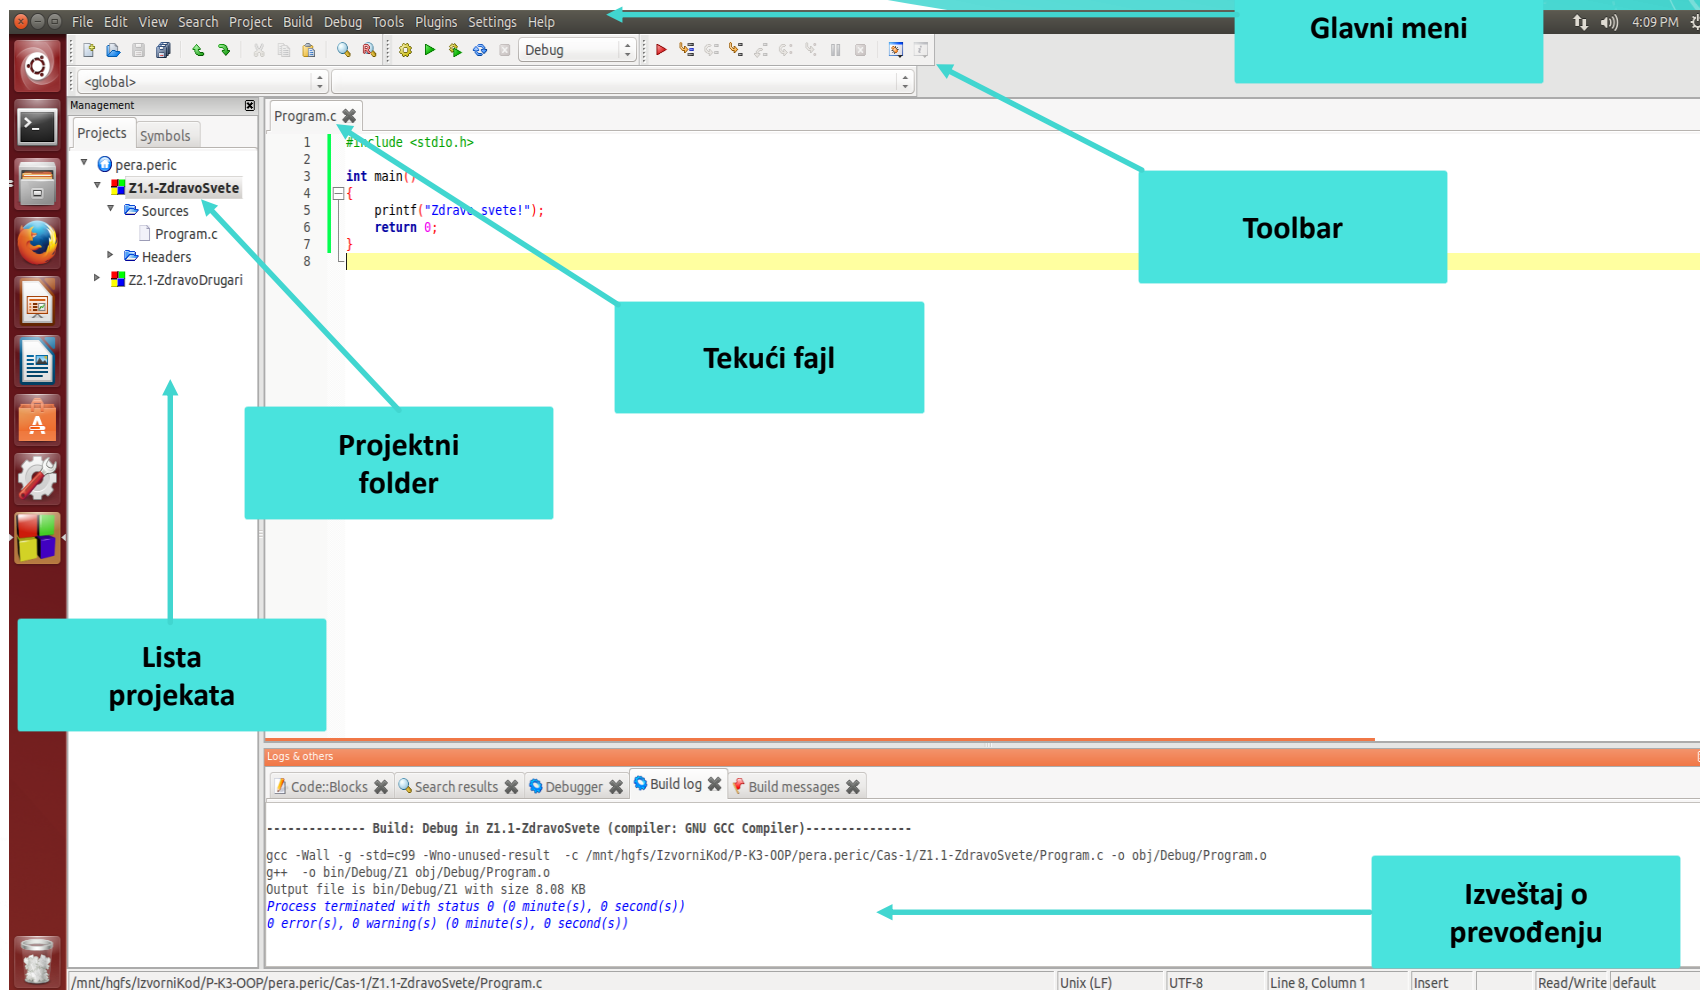 File Edit View Search Project Build Debug Tools Plugins Settings Help
4:09 PM
Glavni meni
Debug
<global>
Management
Projects Symbols
pera.peric
Z1.1-ZdravoSvete
Sources
Program.c
Headers
Z2.1-ZdravoDrugari
Program.c
1 #include <stdio.h>
2
3 int main()
4 {
5 printf("Zdravo svete!");
6 return 0;
7 }
8
Toolbar
Tekući fajl
Projektni
folder
Lista
projekata
Logs & others
Code::Blocks Search results Debugger Build log Build messages
-------------- Build: Debug in Z1.1-ZdravoSvete (compiler: GNU GCC Compiler)---------------
gcc -Wall -g -std=c99 -Wno-unused-result -c /mnt/hgfs/IzvorniKod/P-K3-OOP/pera.peric/Cas-1/Z1.1-ZdravoSvete/Program.c -o obj/Debug/Program.o
g++ -o bin/Debug/Z1 obj/Debug/Program.o
Output file is bin/Debug/Z1 with size 8.08 KB
Process terminated with status 0 (0 minute(s), 0 second(s))
0 error(s), 0 warning(s) (0 minute(s), 0 second(s))
Izveštaj o
prevođenju
/mnt/hgfs/IzvorniKod/P-K3-OOP/pera.peric/Cas-1/Z1.1-ZdravoSvete/Program.c Unix (LF) UTF-8 Line 8, Column 1 Insert Read/Write default